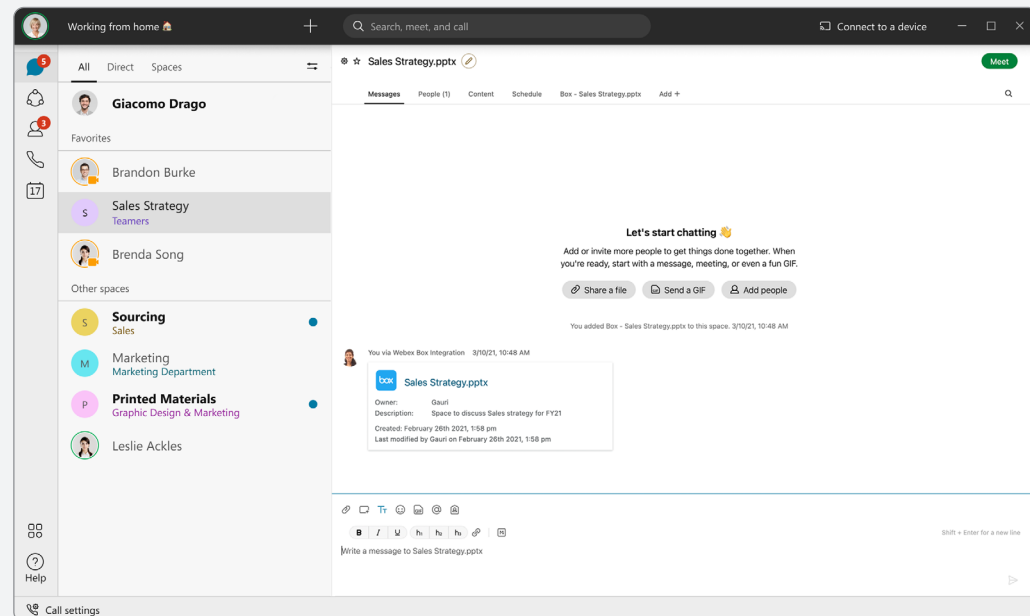 Working from home
Search, meet, and call
Connect to a device
5
3
17
Help
Call settings
All Direct Spaces
Giacomo Drago
Favorites
Brandon Burke
S
Sales Strategy
Teamers
Brenda Song
Other spaces
S
Sourcing
Sales
M
Marketing
Marketing Department
P
Printed Materials
Graphic Design & Marketing
Leslie Ackles
Sales Strategy.pptx
Meet
Messages People (1) Content Schedule Box - Sales Strategy.pptx Add +
Let's start chatting 👋
Add or invite more people to get things done together. When
you're ready, start with a message, meeting, or even a fun GIF.
Share a file Send a GIF Add people
You added Box - Sales Strategy.pptx to this space. 3/10/21, 10:48 AM
You via Webex Box Integration 3/10/21, 10:48 AM
box Sales Strategy.pptx
Owner: Gauri
Description: Space to discuss Sales strategy for FY21
Created: February 26th 2021, 1:58 pm
Last modified by Gauri on February 26th 2021, 1:58 pm
B I U h₁ h₂ h₃
Shift + Enter for a new line
Write a message to Sales Strategy.pptx